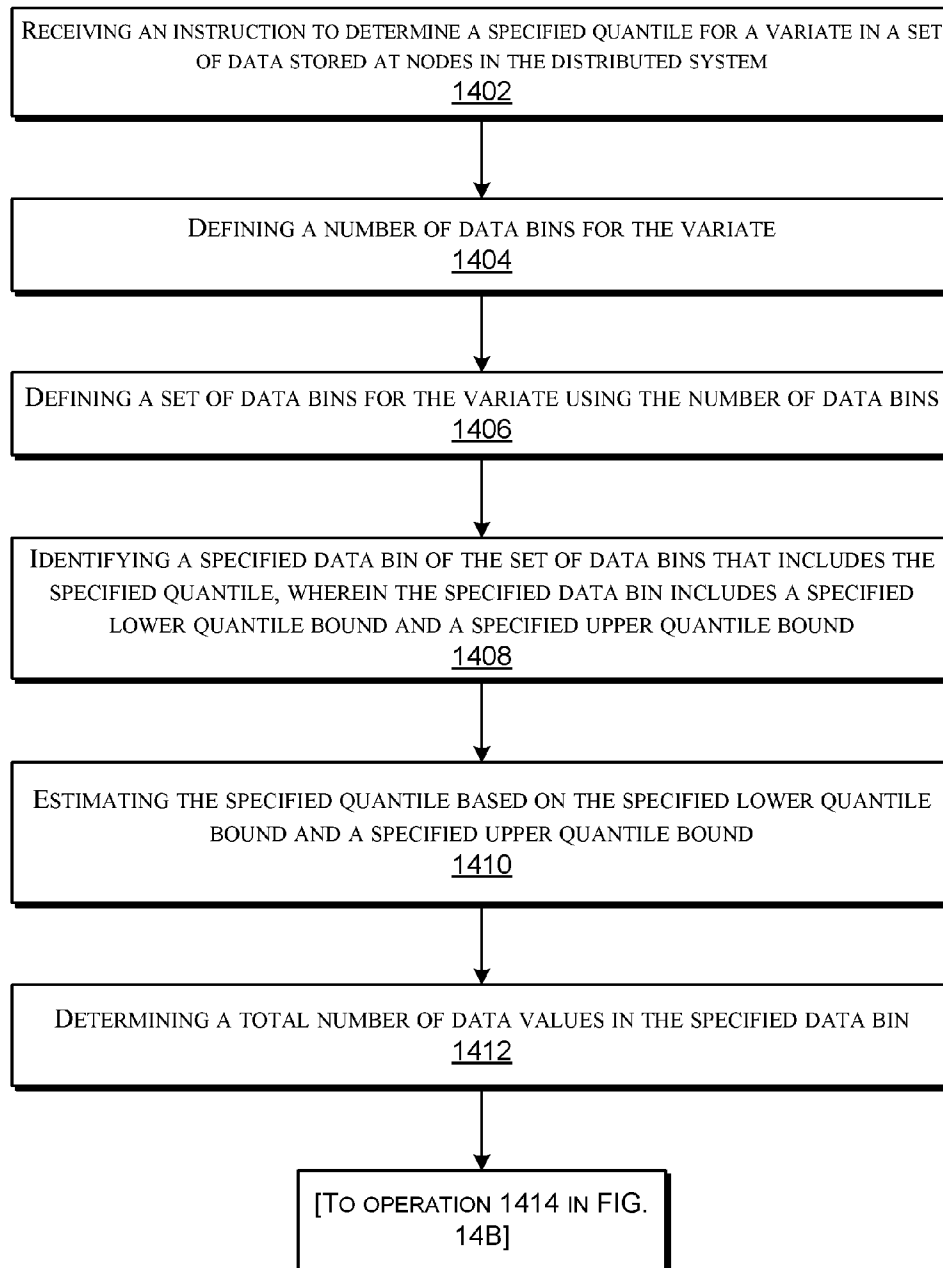 RECEIVING AN INSTRUCTION TO DETERMINE A SPECIFIED QUANTILE FOR A VARIATE IN A SET
OF DATA STORED AT NODES IN THE DISTRIBUTED SYSTEM
1402
DEFINING A NUMBER OF DATA BINS FOR THE VARIATE
1404
DEFINING A SET OF DATA BINS FOR THE VARIATE USING THE NUMBER OF DATA BINS
1406
IDENTIFYING A SPECIFIED DATA BIN OF THE SET OF DATA BINS THAT INCLUDES THE
SPECIFIED QUANTILE, WHEREIN THE SPECIFIED DATA BIN INCLUDES A SPECIFIED
LOWER QUANTILE BOUND AND A SPECIFIED UPPER QUANTILE BOUND
1408
ESTIMATING THE SPECIFIED QUANTILE BASED ON THE SPECIFIED LOWER QUANTILE
BOUND AND A SPECIFIED UPPER QUANTILE BOUND
1410
DETERMINING A TOTAL NUMBER OF DATA VALUES IN THE SPECIFIED DATA BIN
1412
[TO OPERATION 1414 IN FIG.
14B]